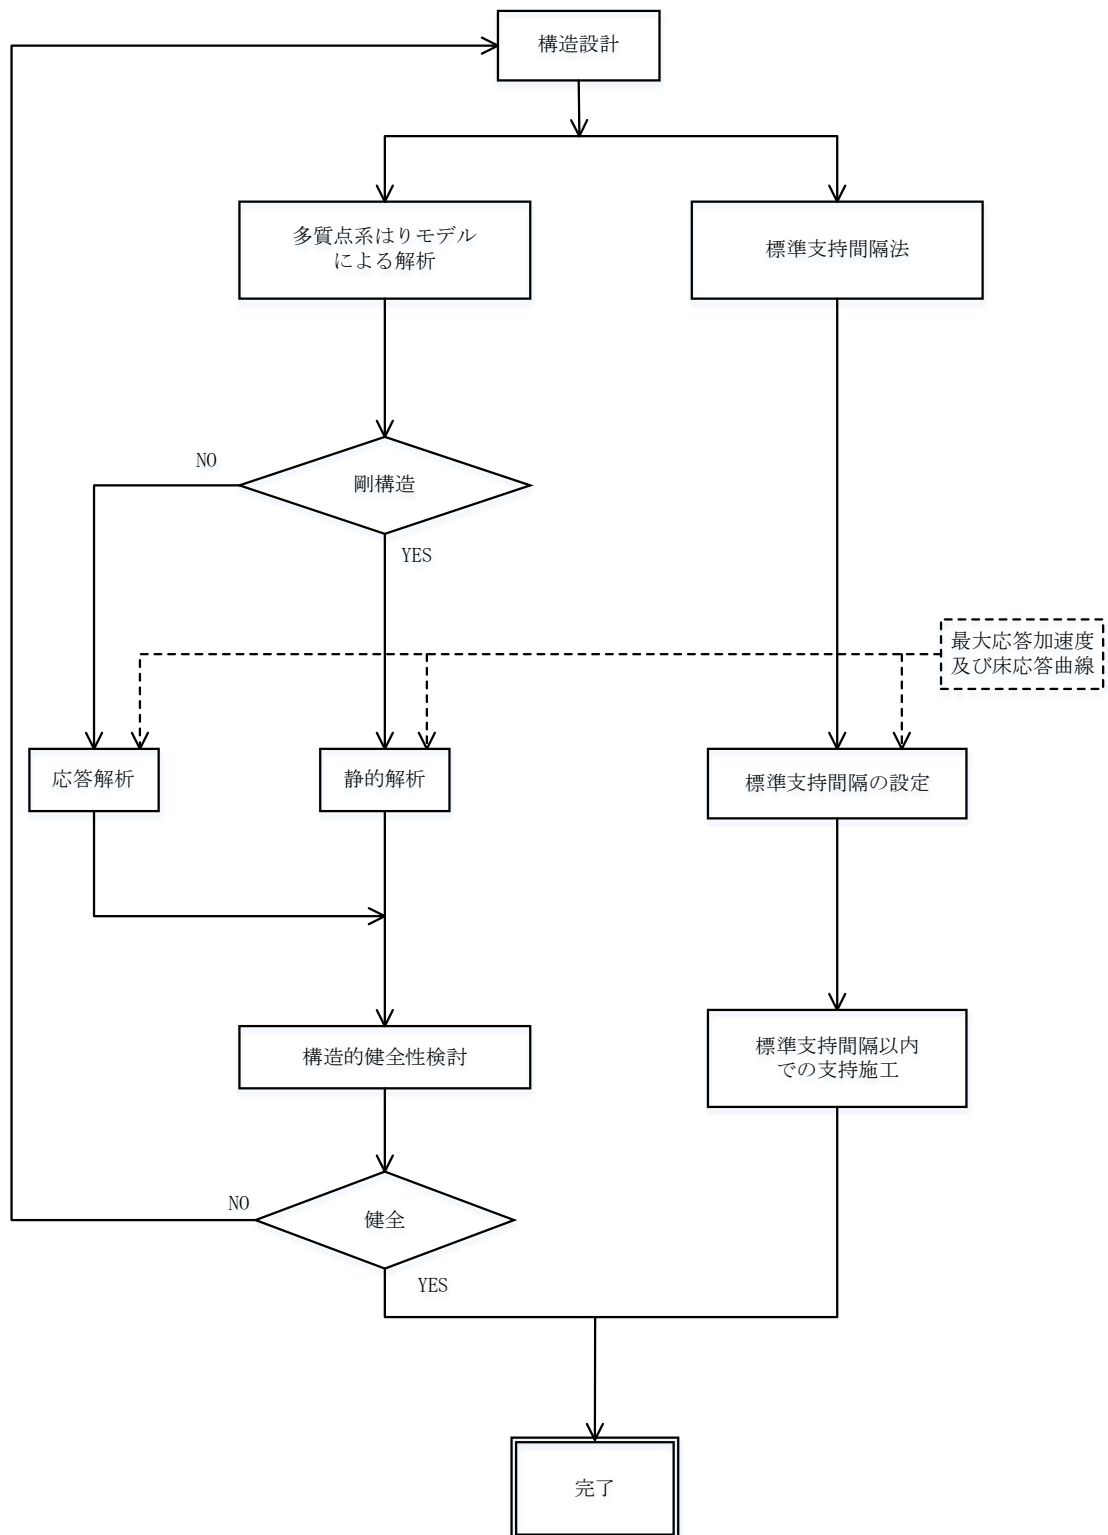 構造設計
多質点系はりモデル
による解析
標準支持間隔法
NO
剛構造
YES
最大応答加速度
及び床応答曲線
応答解析
静的解析
標準支持間隔の設定
標準支持間隔以内
での支持施工
構造的健全性検討
NO
健全
YES
完了